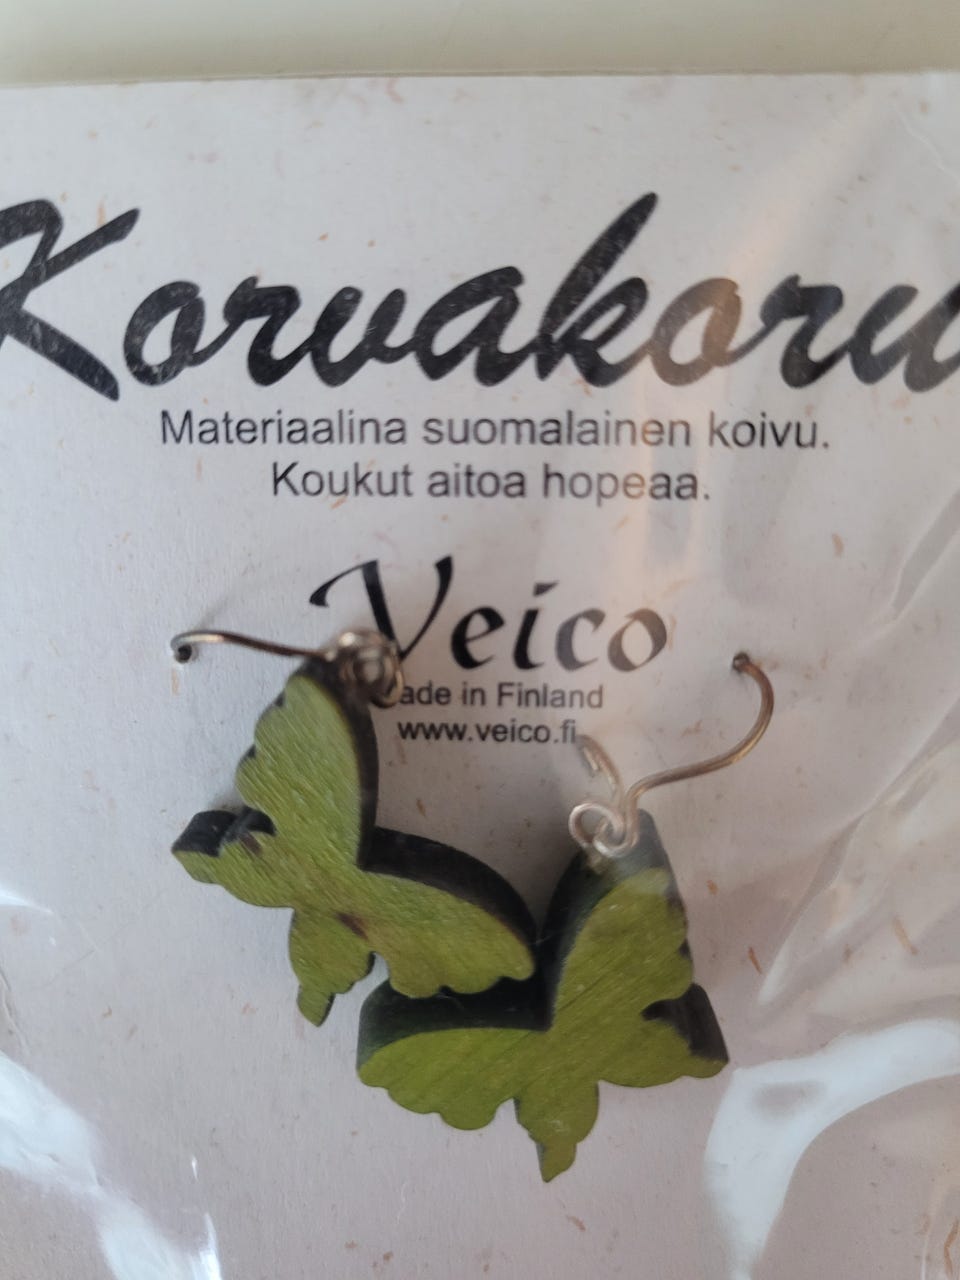 Korvakoru
Materiaalina suomalainen koivu.
Koukut aitoa hopeaa.
Veico
ade in Finland
www.veico.fi